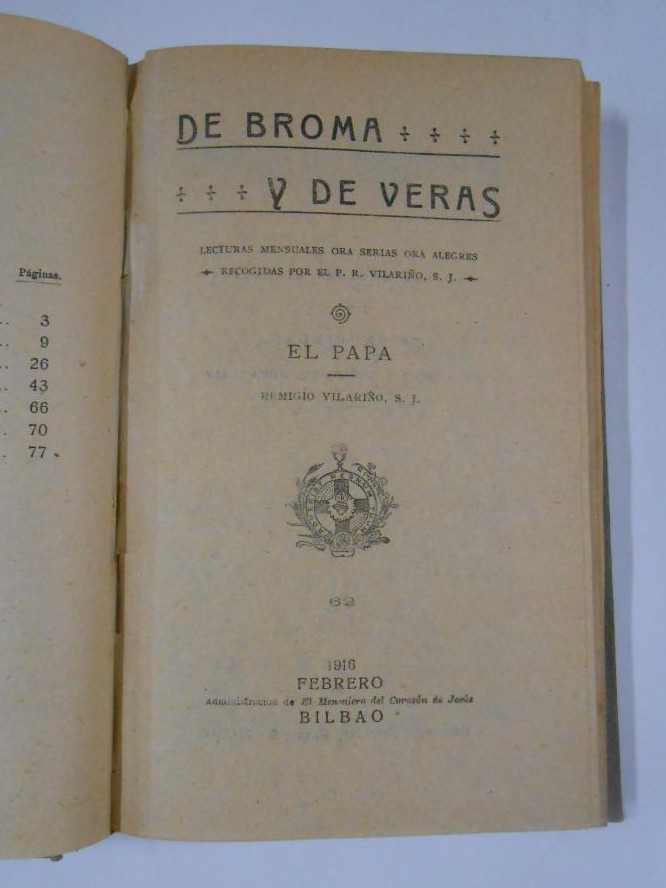 Páginas.
3
9
26
43
66
70
77
DE BROMA
Y DE VERAS
LECTURAS MENSUALES ORA SERIAS ORA ALEGRES
RECOGIDAS POR EL P. R. VILARIÑO, S. J.
EL PAPA
REMIGIO VILARIÑO, S. J.
62
1916
FEBRERO
Administración de El Mensajero del Corazón de Jesús
BILBAO